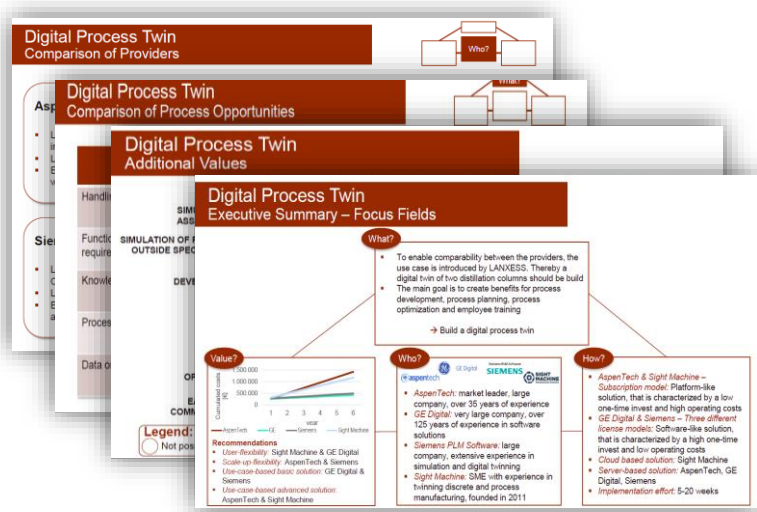 Digital Process Twin
Comparison of Providers
Who?
Asp
Sie
Digital Process Twin
Comparison of Process Opportunities
What?
Handli
Functio
require
Knowle
Proces
Data o
Digital Process Twin
Additional Values
SIM
ASS
SIMULATION OF
OUTSIDE SPEC
DEVE
OP
EA
COMM
Legend:
Not pos
Digital Process Twin
Executive Summary – Focus Fields
What?
▪ To enable comparability between the providers, the
use case is introduced by LANXESS. Thereby a
digital twin of two distillation columns should be build
▪ The main goal is to create benefits for process
development, process planning, process
optimization and employee training
→ Build a digital process twin
Value?
Cumulated costs
[€]
1.500.000
1.000.000
500.000
0
1 2 3 4 5 6
year
AspenTech GE Siemens Sight Machine
Recommendations
▪ User-flexibility: Sight Machine & GE Digital
▪ Scale-up-flexibility: AspenTech & Siemens
▪ Use-case-based basic solution: GE Digital &
Siemens
▪ Use-case-based advanced solution:
AspenTech & Sight Machine
Who?
aspentech
GE Digital
SIEMENS
SIGHT
MACHINE
▪ AspenTech: market leader, large
company, over 35 years of experience
▪ GE Digital: very large company, over
125 years of experience in software
solutions
▪ Siemens PLM Software: large
company, extensive experience in
simulation and digital twinning
▪ Sight Machine: SME with experience in
twinning discrete and process
manufacturing, founded in 2011
How?
▪ AspenTech & Sight Machine –
Subscription model: Platform-like
solution, that is characterized by a low
one-time invest and high operating costs
▪ GE Digital & Siemens – Three different
license models: Software-like solution,
that is characterized by a high one-time
invest and low operating costs
▪ Cloud based solution: Sight Machine
▪ Server-based solution: AspenTech, GE
Digital, Siemens
▪ Implementation effort: 5-20 weeks